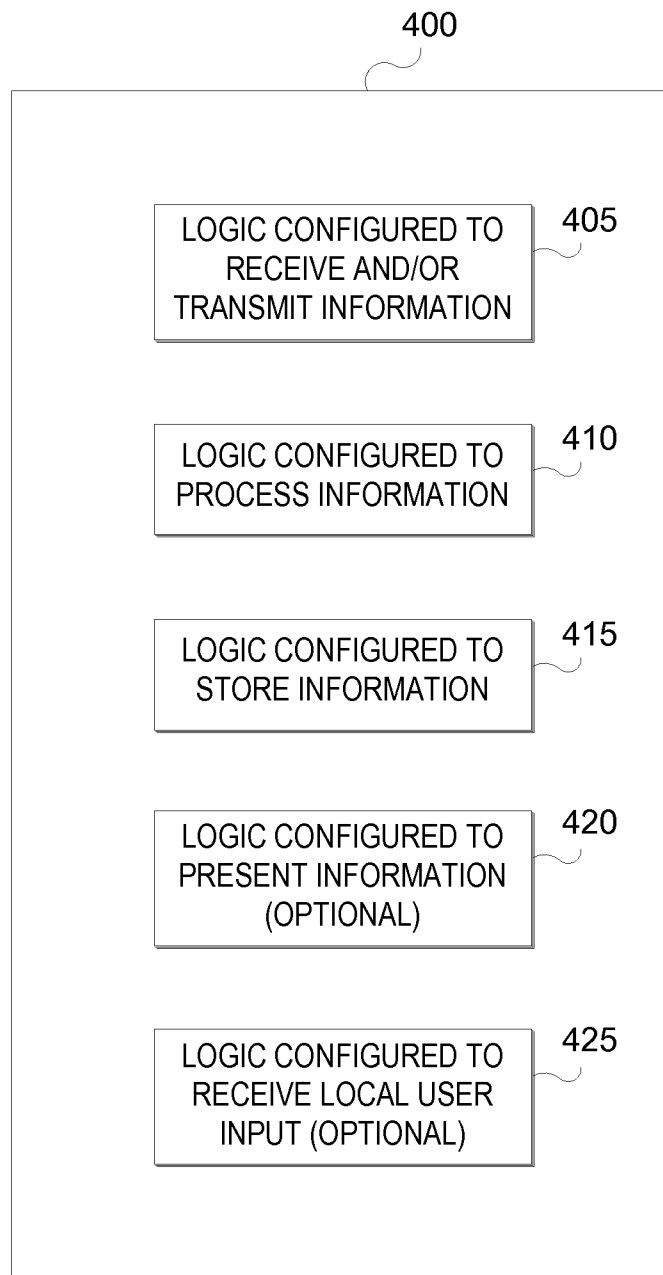 400
LOGIC CONFIGURED TO
RECEIVE AND/OR
TRANSMIT INFORMATION
405
LOGIC CONFIGURED TO
PROCESS INFORMATION
410
LOGIC CONFIGURED TO
STORE INFORMATION
415
LOGIC CONFIGURED TO
PRESENT INFORMATION
(OPTIONAL)
420
LOGIC CONFIGURED TO
RECEIVE LOCAL USER
INPUT (OPTIONAL)
425